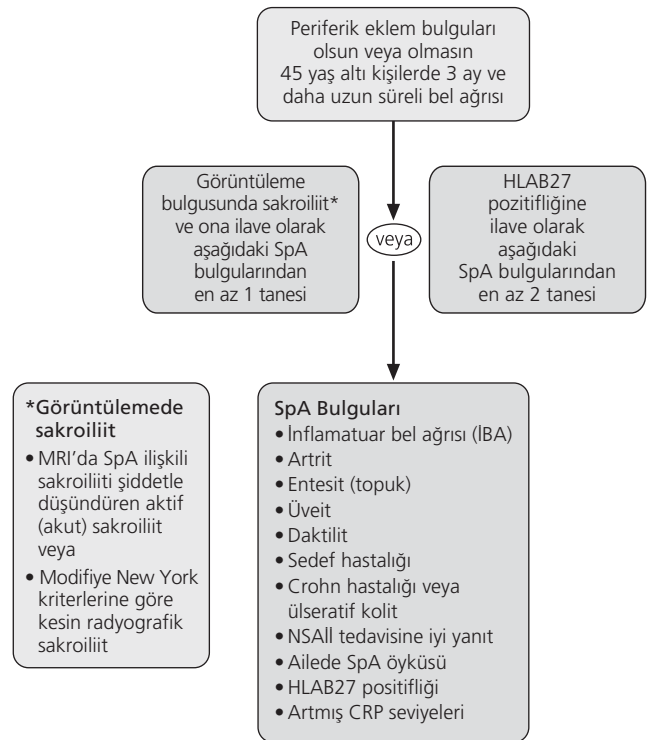 Periferik eklem bulguları
olsun veya olmasın
45 yaş altı kişilerde 3 ay ve
daha uzun süreli bel ağrısı
Görüntüleme
bulgusunda sakroiliit*
ve ona ilave olarak
aşağıdaki SpA
bulgularından
en az 1 tanesi
veya
HLAB27
pozitifliğine
ilave olarak
aşağıdaki
SpA bulgularından
en az 2 tanesi
*Görüntülemede
sakroiliit
• MRI'da SpA ilişkili
sakroiliiti şiddetle
düşündüren aktif
(akut) sakroiliit
veya
• Modifiye New York
kriterlerine göre
kesin radyografik
sakroiliit
SpA Bulguları
• İnflamatuar bel ağrısı (İBA)
• Artrit
• Entesit (topuk)
• Üveit
• Daktilit
• Sedef hastalığı
• Crohn hastalığı veya
ülseratif kolit
• NSAİİ tedavisine iyi yanıt
• Ailede SpA öyküsü
• HLAB27 positifliği
• Artmış CRP seviyeleri